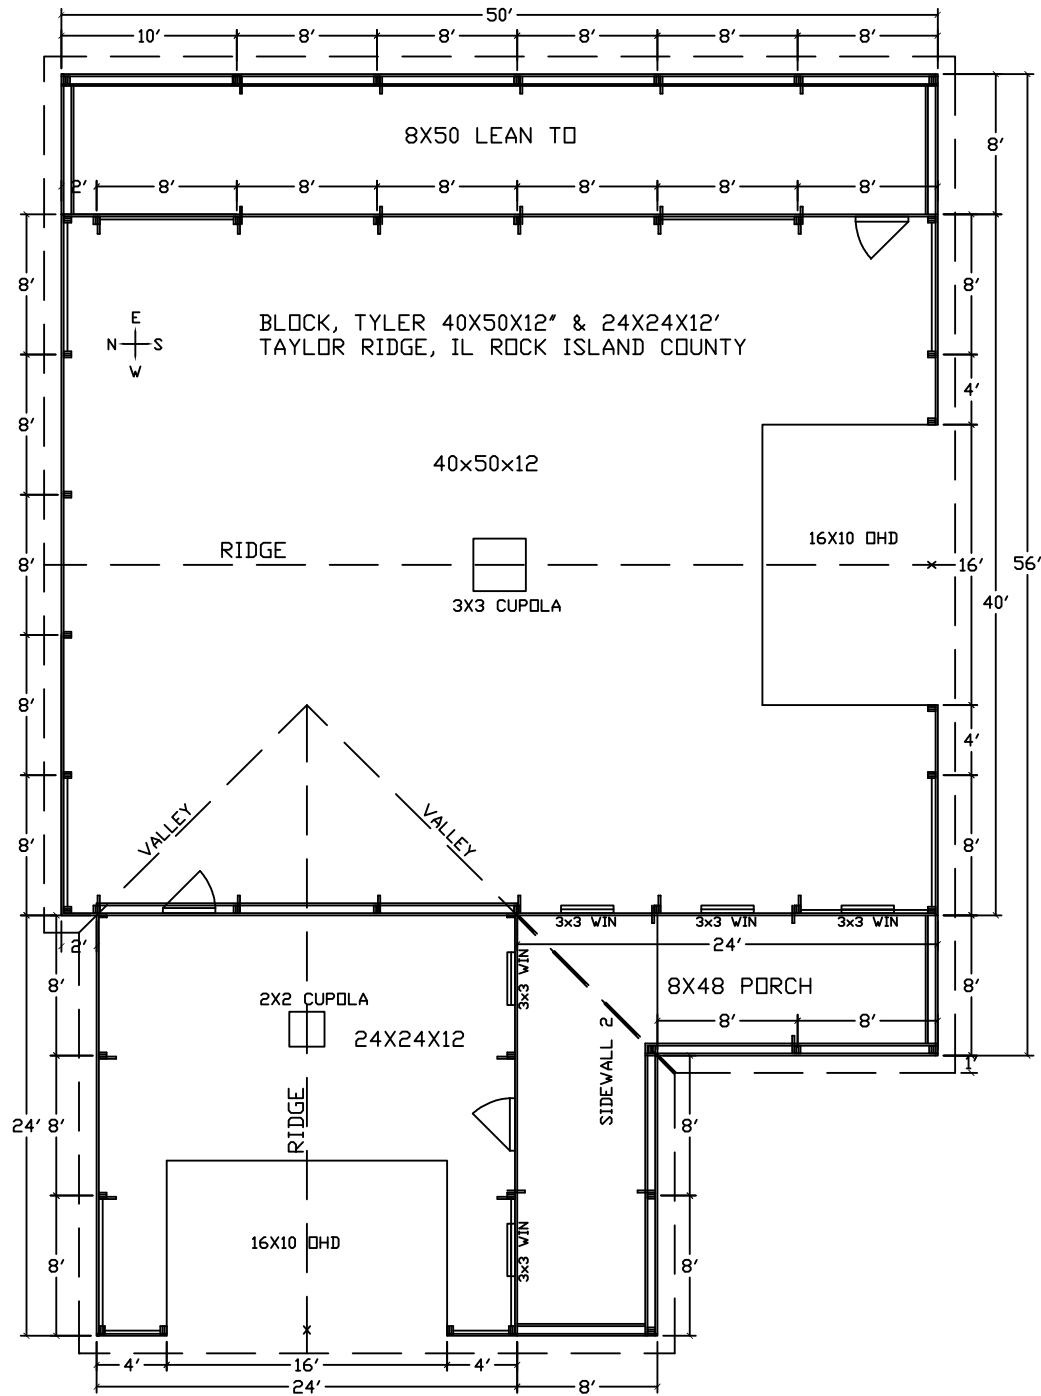 50'
10' 8' 8' 8' 8' 8'
8X50 LEAN TO
8'
2' 8' 8' 8' 8' 8' 8'
8' 8'
E
N S
W
BLOCK, TYLER 40X50X12" & 24X24X12'
TAYLOR RIDGE, IL ROCK ISLAND COUNTY
8' 4'
40x50x12
RIDGE
16X10 OHD
8' 16' 56'
3X3 CUPOLA
40'
8' 4'
VALLEY VALLEY
8' 8'
3x3 WIN 3x3 WIN 3x3 WIN
2' 24'
8' 3x3 WIN 8X48 PORCH 8'
2X2 CUPOLA
8' 8'
24X24X12
SIDEWALL 2
1'
RIDGE
24' 8' 8'
16X10 OHD
3x3 WIN
8' 8'
4' 16' 4'
24' 8'